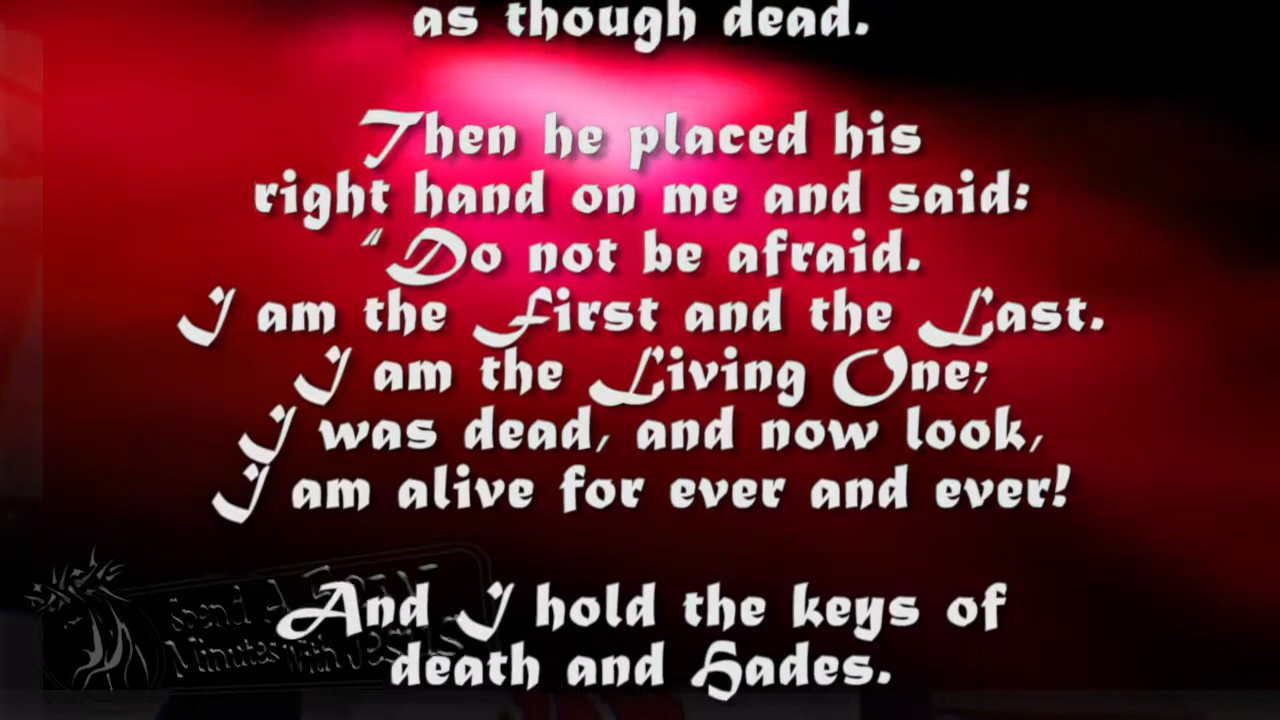 as though dead.
Then he placed his
right hand on me and said:
"Do not be afraid.
I am the First and the Last.
I am the Living One;
I was dead, and now look,
I am alive for ever and ever!
And I hold the keys of
death and Hades.
Spend A Few
Minutes With Jesus